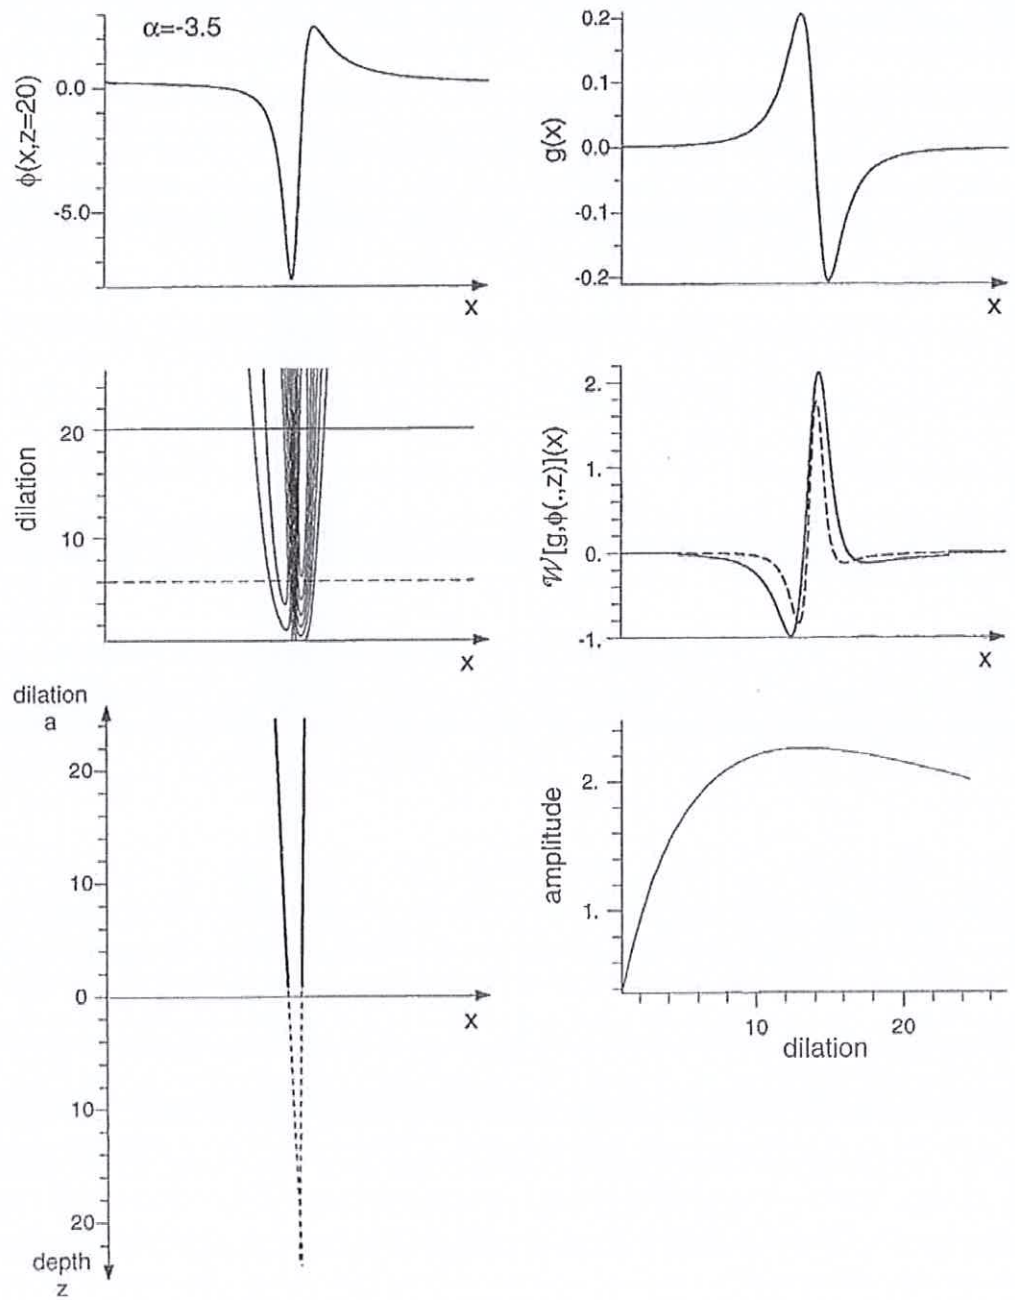 α=-3.5
ϕ(x,z=20)
0.0
-5.0
x
g(x)
0.2
0.1
0.0
-0.1
-0.2
x
dilation
20
10
x
𝒲[g,ϕ(.,z)](x)
2.
1.
0.
-1.
x
dilation
a
20
10
0
x
10
20
depth
z
amplitude
2.
1.
10
20
dilation